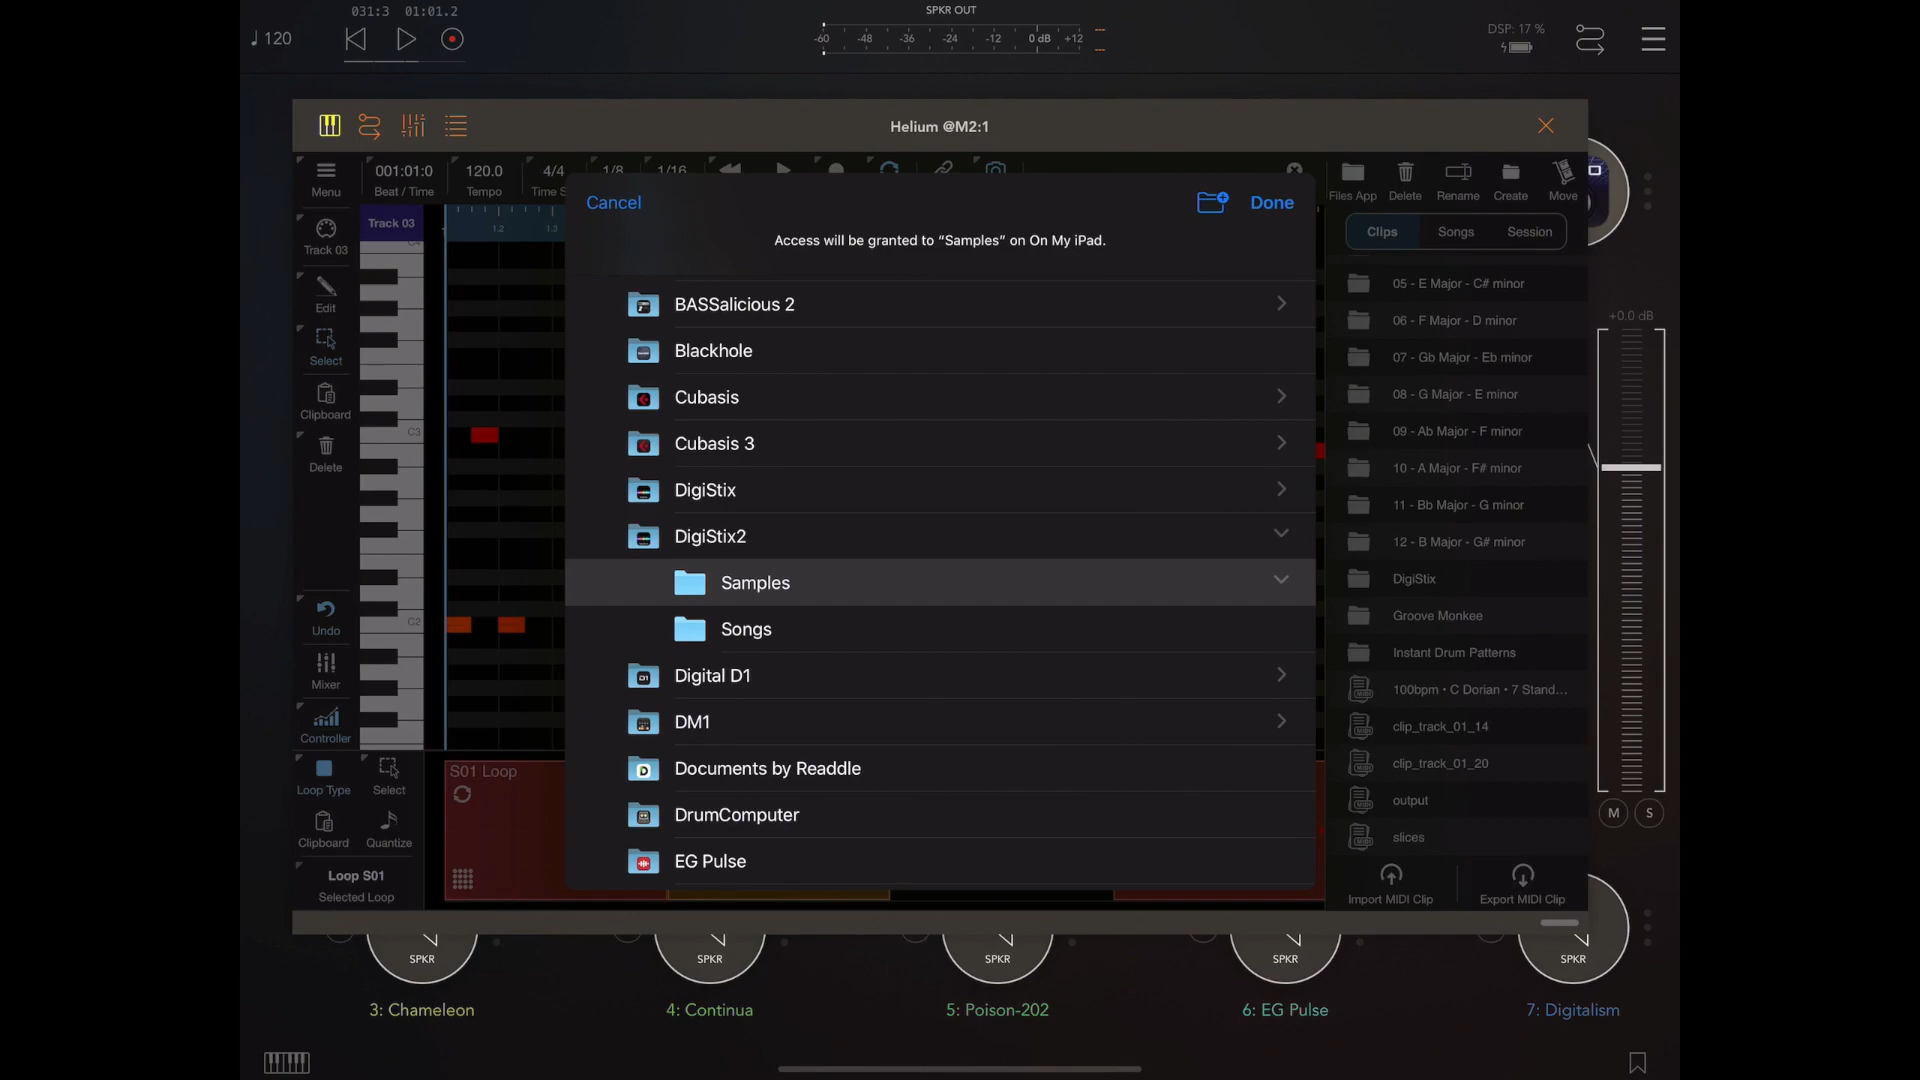 031:3 01:01.2
SPKR OUT
♩ 120
-60 -48 -36 -24 -12 0 dB +12
DSP: 17 %
Helium @M2:1
Menu
001:01:0
Beat / Time
120.0
Tempo
4/4
Time S
1/8
1/16
Files App
Delete
Rename
Create
Move
Track 03
Track 03
1.2
1.3
Clips
Songs
Session
Edit
Select
Clipboard
Delete
Undo
Mixer
Controller
C4
C3
C2
Cancel
Done
Access will be granted to “Samples” on On My iPad.
BASSalicious 2
Blackhole
Cubasis
Cubasis 3
DigiStix
DigiStix2
Samples
Songs
Digital D1
DM1
Documents by Readdle
DrumComputer
EG Pulse
05 - E Major - C# minor
06 - F Major - D minor
07 - Gb Major - Eb minor
08 - G Major - E minor
09 - Ab Major - F minor
10 - A Major - F# minor
11 - Bb Major - G minor
12 - B Major - G# minor
DigiStix
Groove Monkee
Instant Drum Patterns
100bpm • C Dorian • 7 Stand...
clip_track_01_14
clip_track_01_20
output
slices
Import MIDI Clip
Export MIDI Clip
+0.0 dB
M
S
Loop Type
Select
Clipboard
Quantize
Loop S01
Selected Loop
S01 Loop
SPKR
SPKR
SPKR
SPKR
SPKR
3: Chameleon
4: Continua
5: Poison-202
6: EG Pulse
7: Digitalism